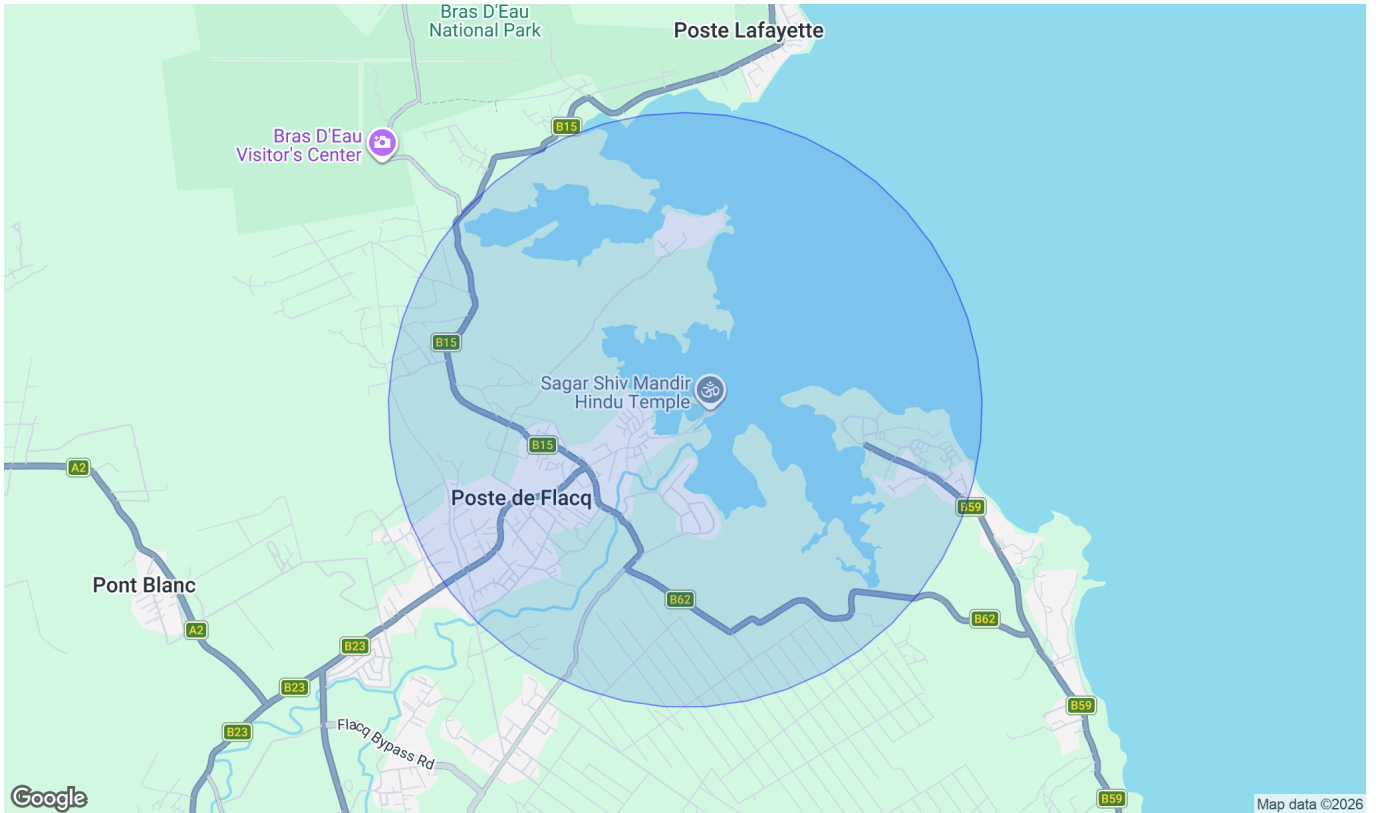 Bras D'Eau
National Park
Poste Lafayette
B15
Bras D'Eau
Visitor's Center
B15
Sagar Shiv Mandir
Hindu Temple
B15
A2
Poste de Flacq
B59
Pont Blanc
B62
B62
A2
B23
B23
B59
B23
Flacq Bypass Rd
Google
B59
Map data ©2026